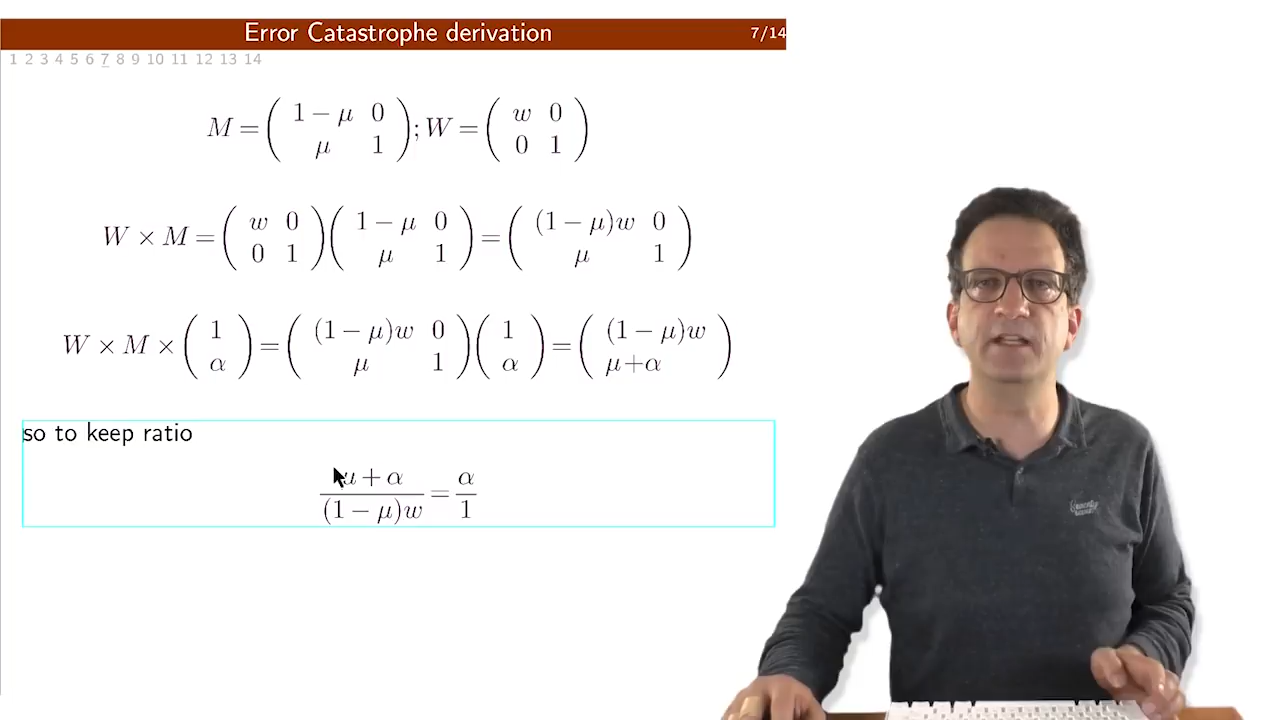 Error Catastrophe derivation 7/14
1 2 3 4 5 6 7 8 9 10 11 12 13 14
M = ( 1 − μ 0 ; μ 1 ) ; W = ( w 0 ; 0 1 )
W × M = ( w 0 ; 0 1 ) ( 1 − μ 0 ; μ 1 ) = ( (1 − μ)w 0 ; μ 1 )
W × M × ( 1 ; α ) = ( (1 − μ)w 0 ; μ 1 ) ( 1 ; α ) = ( (1 − μ)w ; μ + α )
so to keep ratio
μ + α / (1 − μ)w = α / 1